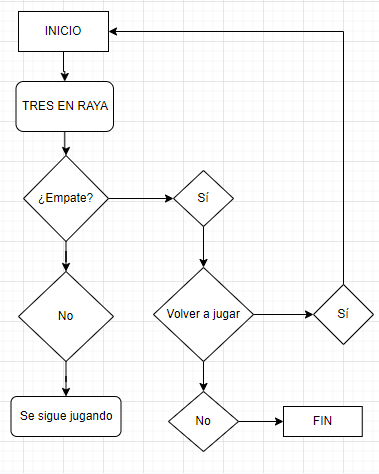 INICIO
TRES EN RAYA
¿Empate?
Sí
No
Volver a jugar
Sí
Se sigue jugando
No
FIN